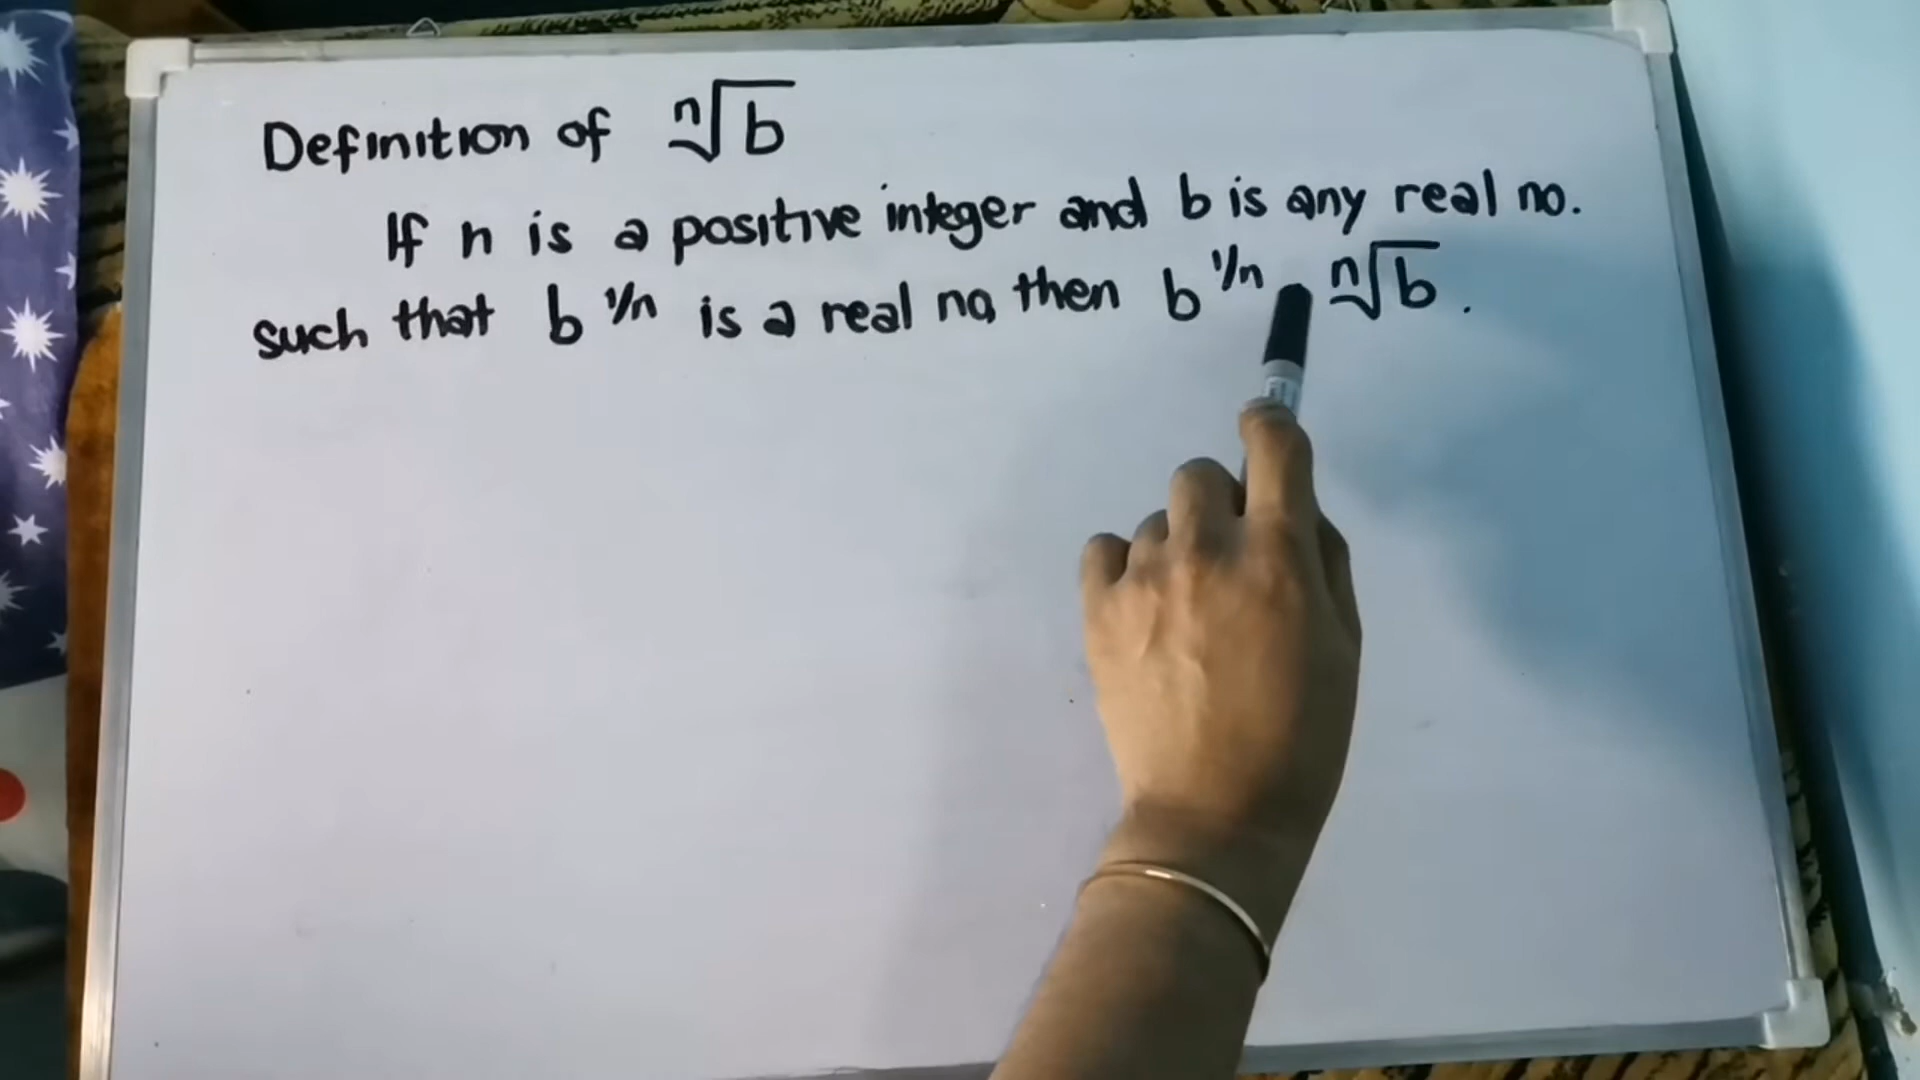 Definition of ⁿ√b
If n is a positive integer and b is any real no.
such that b^1/n is a real no, then b^1/n ⁿ√b.